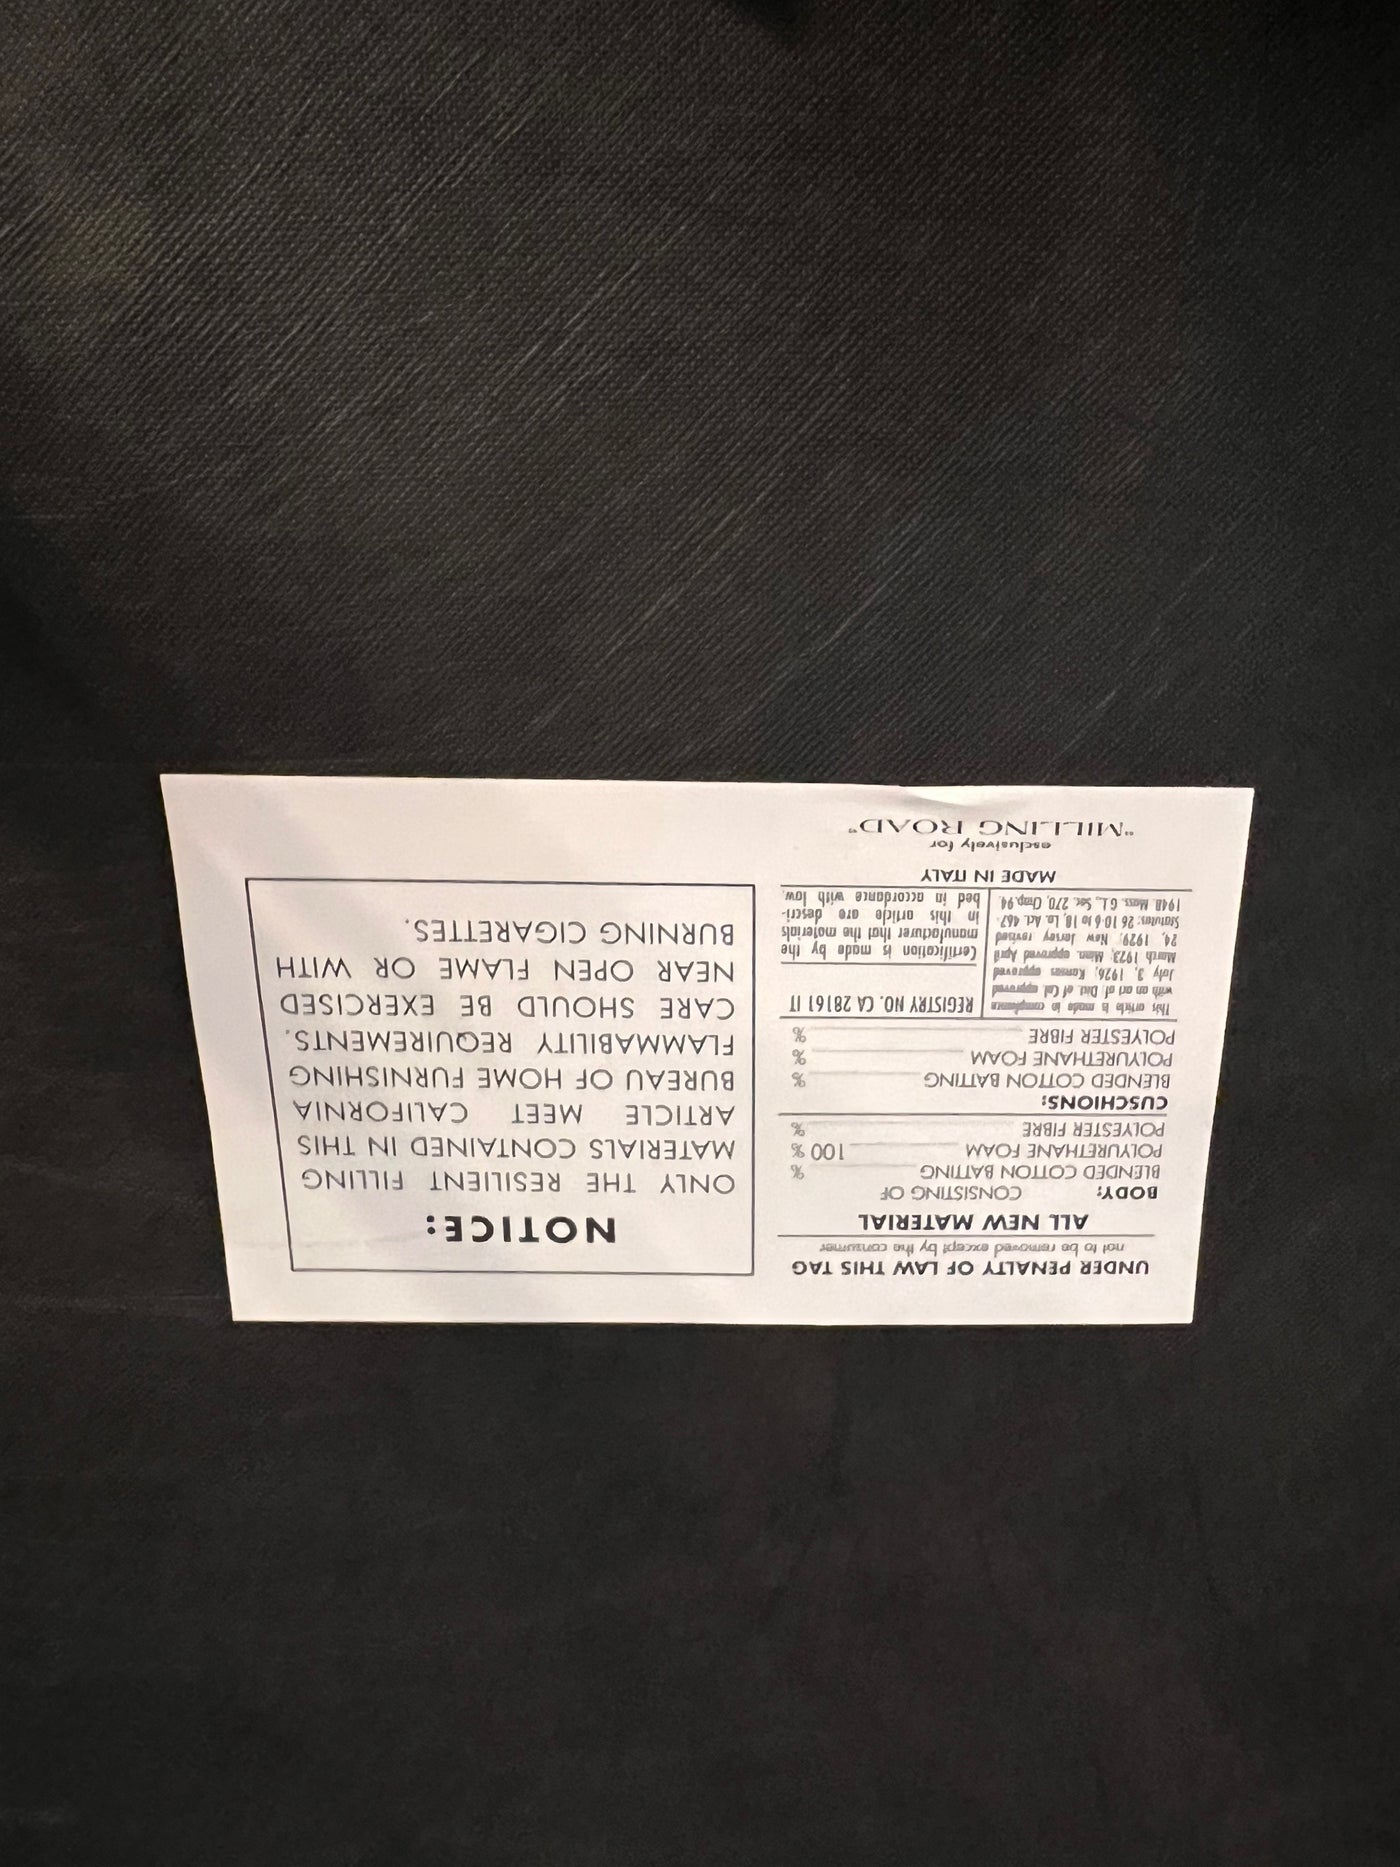 UNDER PENALTY OF LAW THIS TAG
not to be removed except by the consumer
ALL NEW MATERIAL
BODY: CONSISTING OF
BLENDED COTTON BATTING %
POLYURETHANE FOAM 100 %
POLYESTER FIBRE %
CUSCHIONS:
BLENDED COTTON BATTING %
POLYURETHANE FOAM %
POLYESTER FIBRE %
This article is made in compliance
with an act of Dist. of Cal. approved
July 3, 1926; Kansas approved
March 1923; Minn. approved April
24, 1929; New Jersey revised
Statutes: 26 10-6 to 18, La. Act. 467-
1948 Mass. G.L., Sec. 270, Chap. 94.
REGISTRY NO. CA 28161 IT
Certification is made by the
manufacturer that the materials
in this article are descri-
bed in accordance with law.
MADE IN ITALY
exclusively for
"MILLING ROAD"
NOTICE:
ONLY THE RESILIENT FILLING
MATERIALS CONTAINED IN THIS
ARTICLE MEET CALIFORNIA
BUREAU OF HOME FURNISHING
FLAMMABILITY REQUIREMENTS.
CARE SHOULD BE EXERCISED
NEAR OPEN FLAME OR WITH
BURNING CIGARETTES.